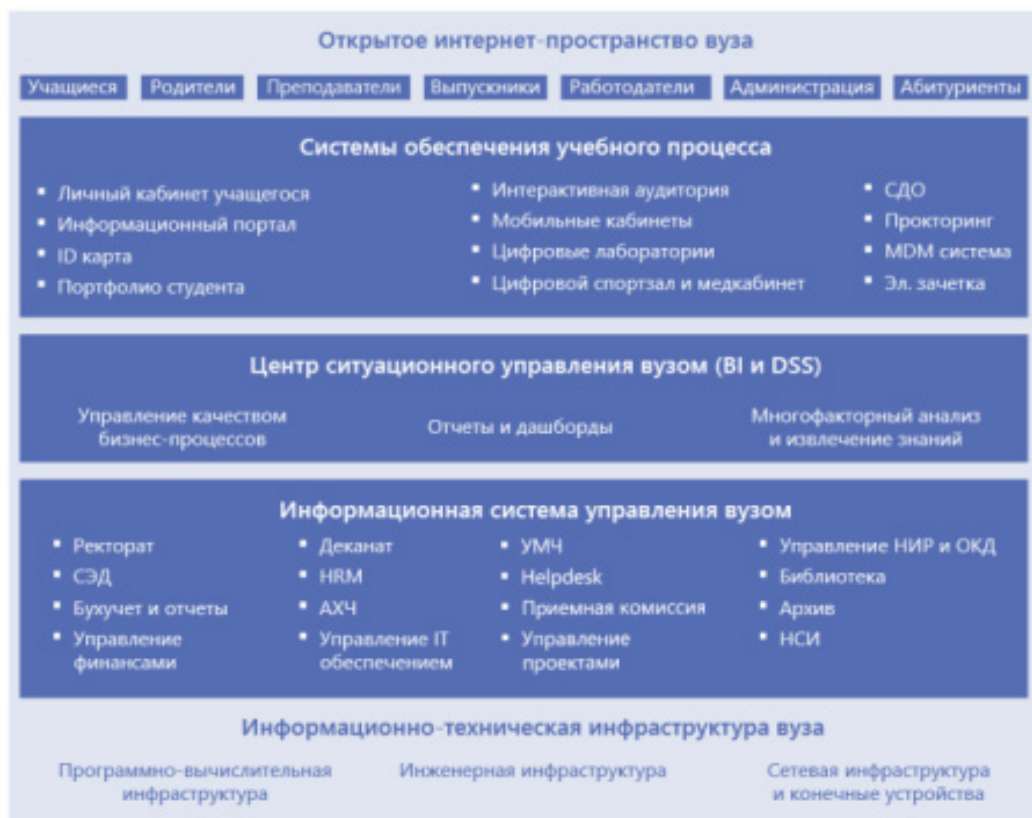 Открытое интернет-пространство вуза
Учащиеся Родители Преподаватели Выпускники Работодатели Администрация Абитуриенты
Системы обеспечения учебного процесса
▪ Личный кабинет учащегося
▪ Информационный портал
▪ ID карта
▪ Портфолио студента
▪ Интерактивная аудитория
▪ Мобильные кабинеты
▪ Цифровые лаборатории
▪ Цифровой спортзал и медкабинет
▪ СДО
▪ Прокторинг
▪ MDM система
▪ Эл. зачетка
Центр ситуационного управления вузом (BI и DSS)
Управление качеством
бизнес-процессов
Отчеты и дашборды
Многофакторный анализ
и извлечение знаний
Информационная система управления вузом
▪ Ректорат
▪ СЭД
▪ Бухучет и отчеты
▪ Управление
финансами
▪ Деканат
▪ HRM
▪ АХЧ
▪ Управление IT
обеспечением
▪ УМЧ
▪ Helpdesk
▪ Приемная комиссия
▪ Управление
проектами
▪ Управление НИР и ОКД
▪ Библиотека
▪ Архив
▪ НСИ
Информационно-техническая инфраструктура вуза
Программно-вычислительная
инфраструктура
Инженерная инфраструктура
Сетевая инфраструктура
и конечные устройства